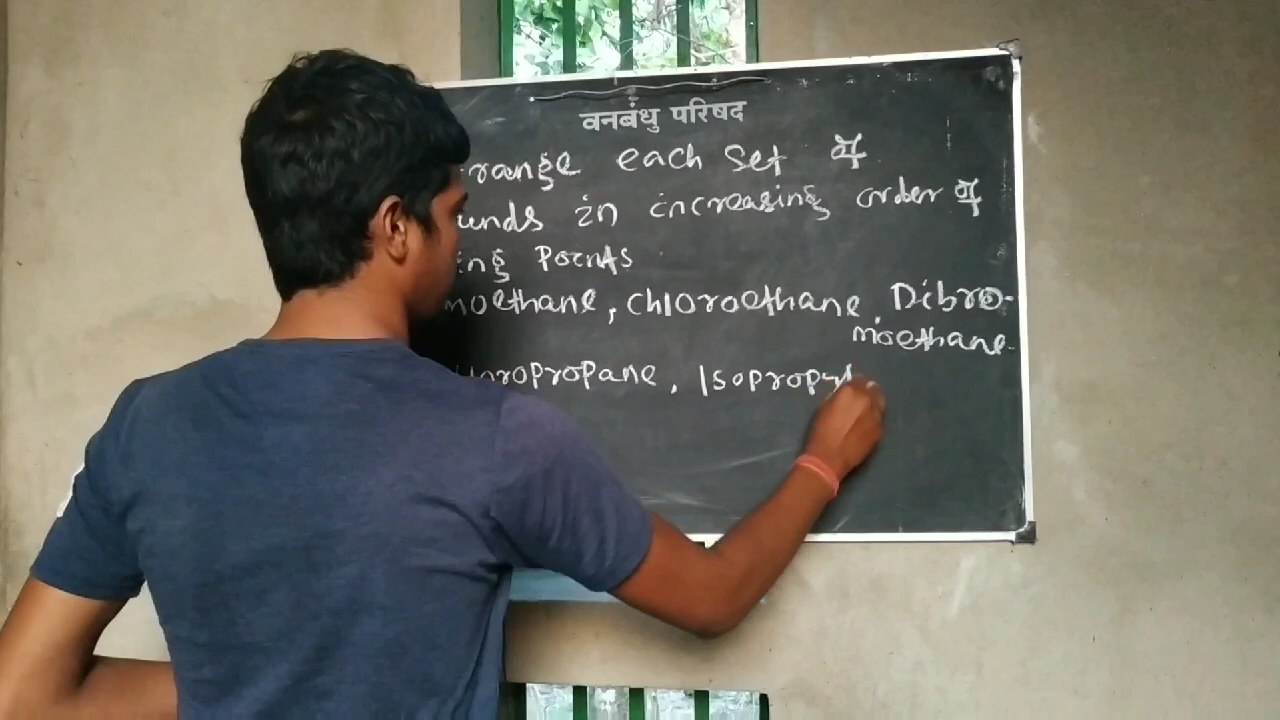 वनबंधु परिषद
range each set of
unds in increasing order of
ing Points
moethane, chloroethane, Dibro-
moethane.
loropropane, Isopropyl